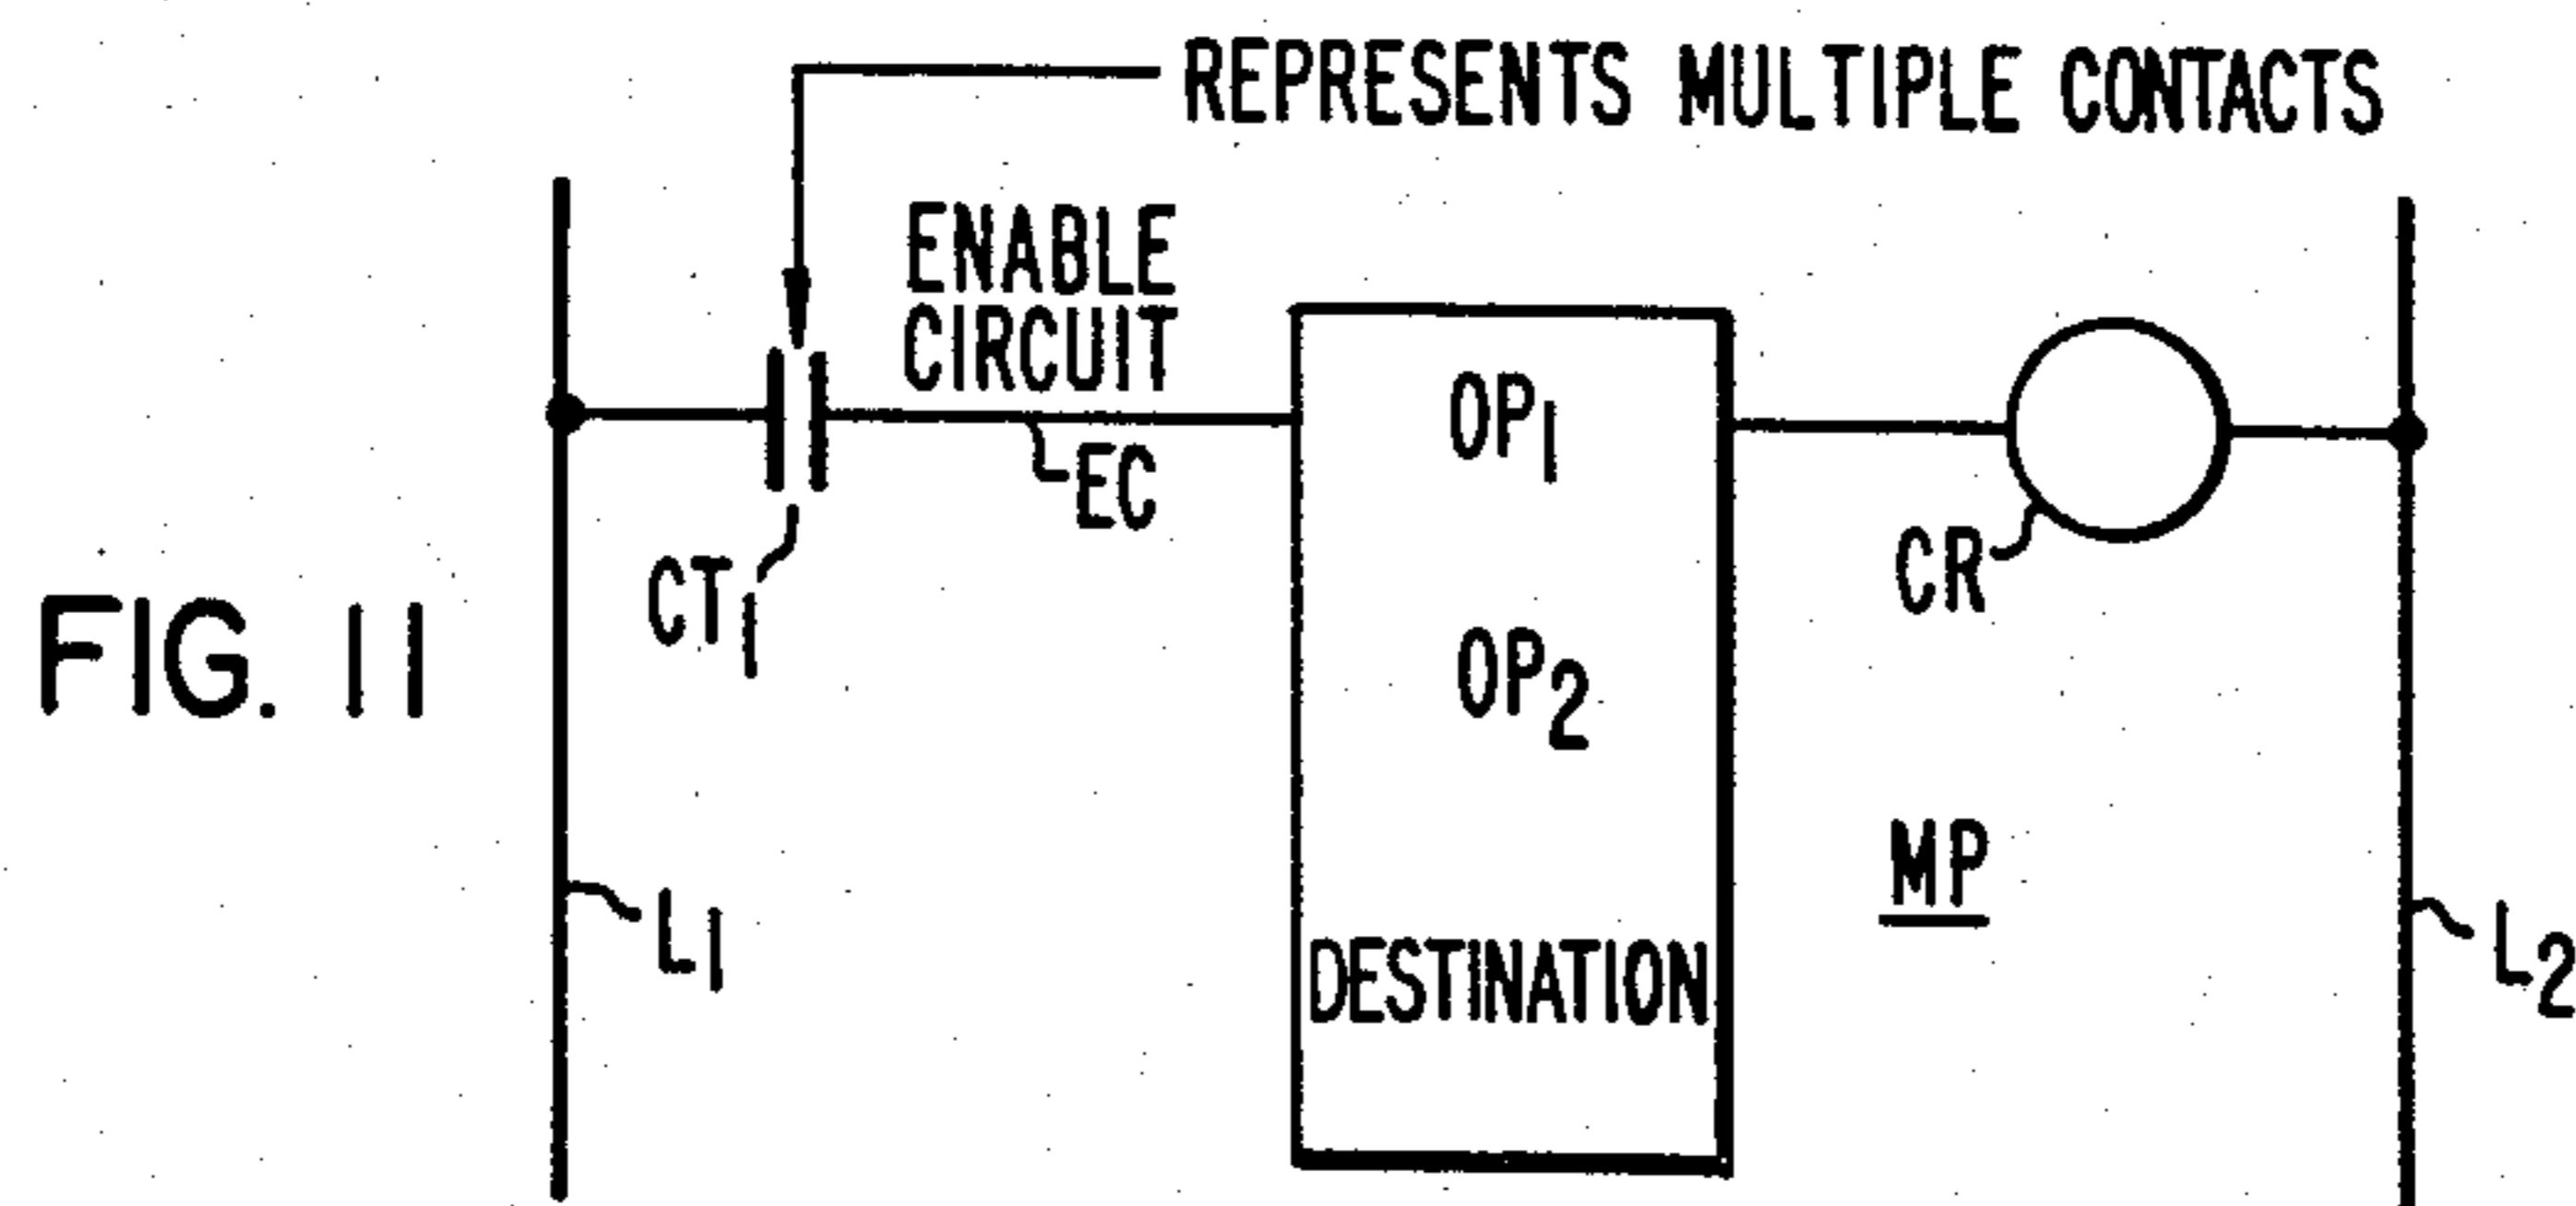 REPRESENTS MULTIPLE CONTACTS
ENABLE
CIRCUIT
OP1
EC
CR
CT1
FIG. 11
OP2
MP
L1
L2
DESTINATION